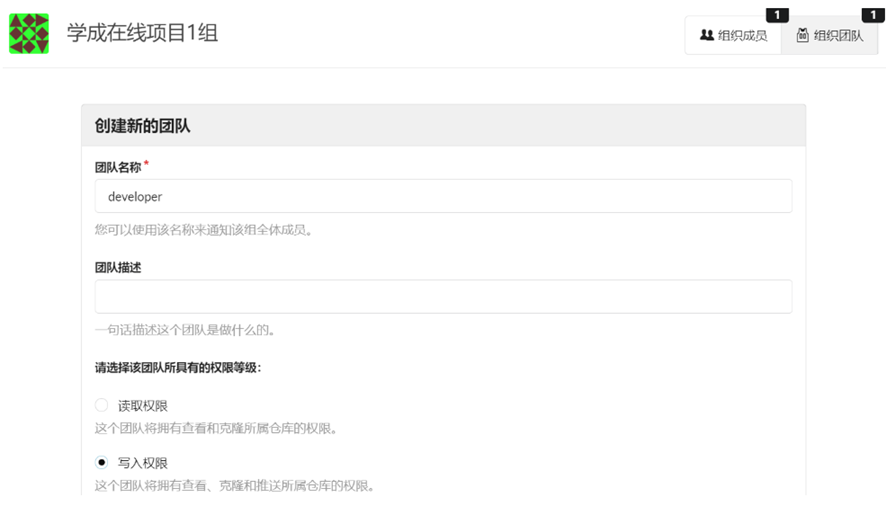 学成在线项目1组
1
组织成员
1
组织团队
创建新的团队
团队名称*
developer
您可以使用该名称来通知该组全体成员。
团队描述
一句话描述这个团队是做什么的。
请选择该团队所具有的权限等级：
读取权限
这个团队将拥有查看和克隆所属仓库的权限。
写入权限
这个团队将拥有查看、克隆和推送所属仓库的权限。